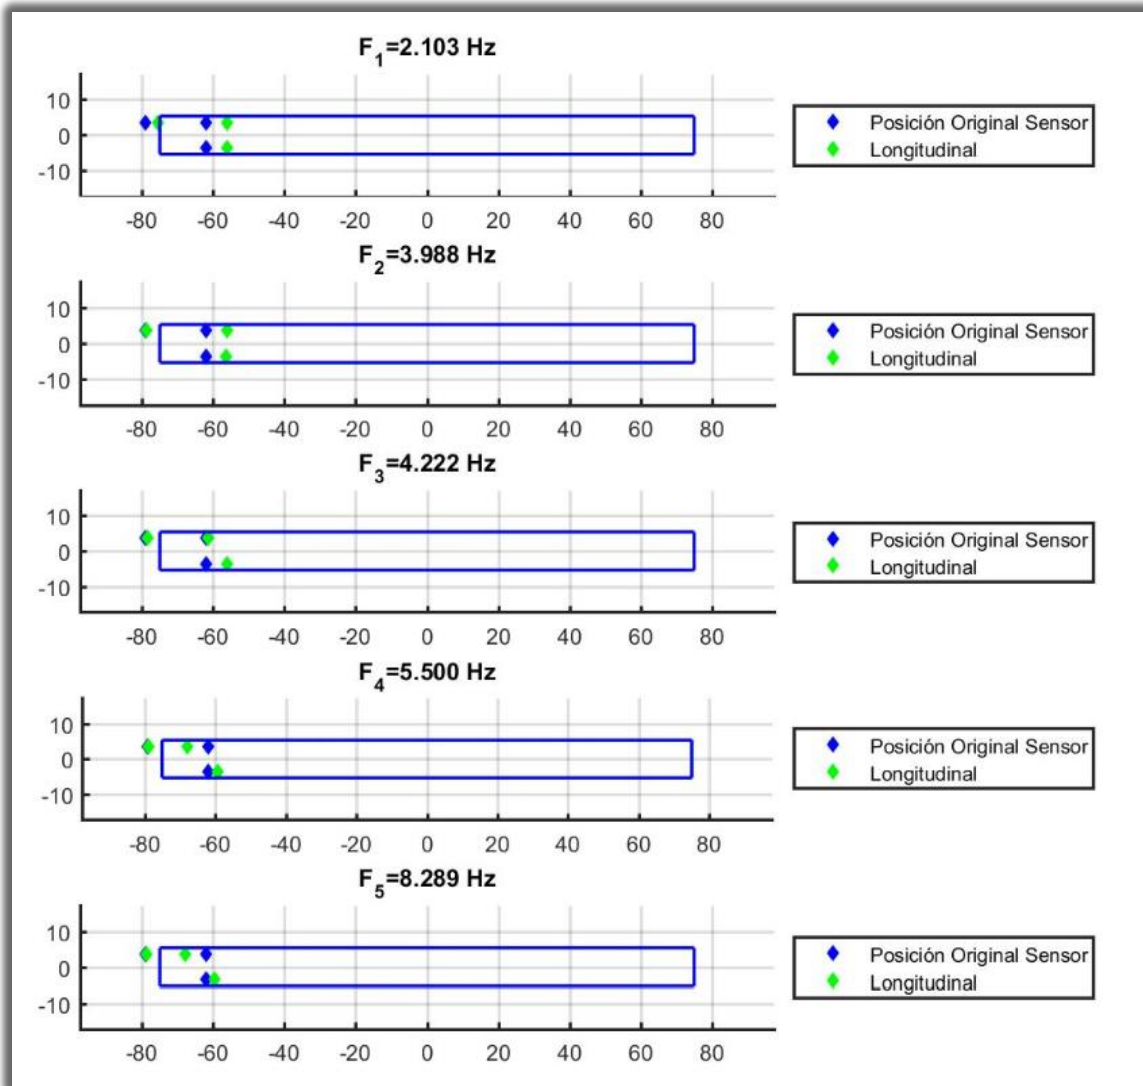 F1=2.103 Hz
10
0
-10
-80 -60 -40 -20 0 20 40 60 80
Posición Original Sensor
Longitudinal
F2=3.988 Hz
10
0
-10
-80 -60 -40 -20 0 20 40 60 80
Posición Original Sensor
Longitudinal
F3=4.222 Hz
10
0
-10
-80 -60 -40 -20 0 20 40 60 80
Posición Original Sensor
Longitudinal
F4=5.500 Hz
10
0
-10
-80 -60 -40 -20 0 20 40 60 80
Posición Original Sensor
Longitudinal
F5=8.289 Hz
10
0
-10
-80 -60 -40 -20 0 20 40 60 80
Posición Original Sensor
Longitudinal